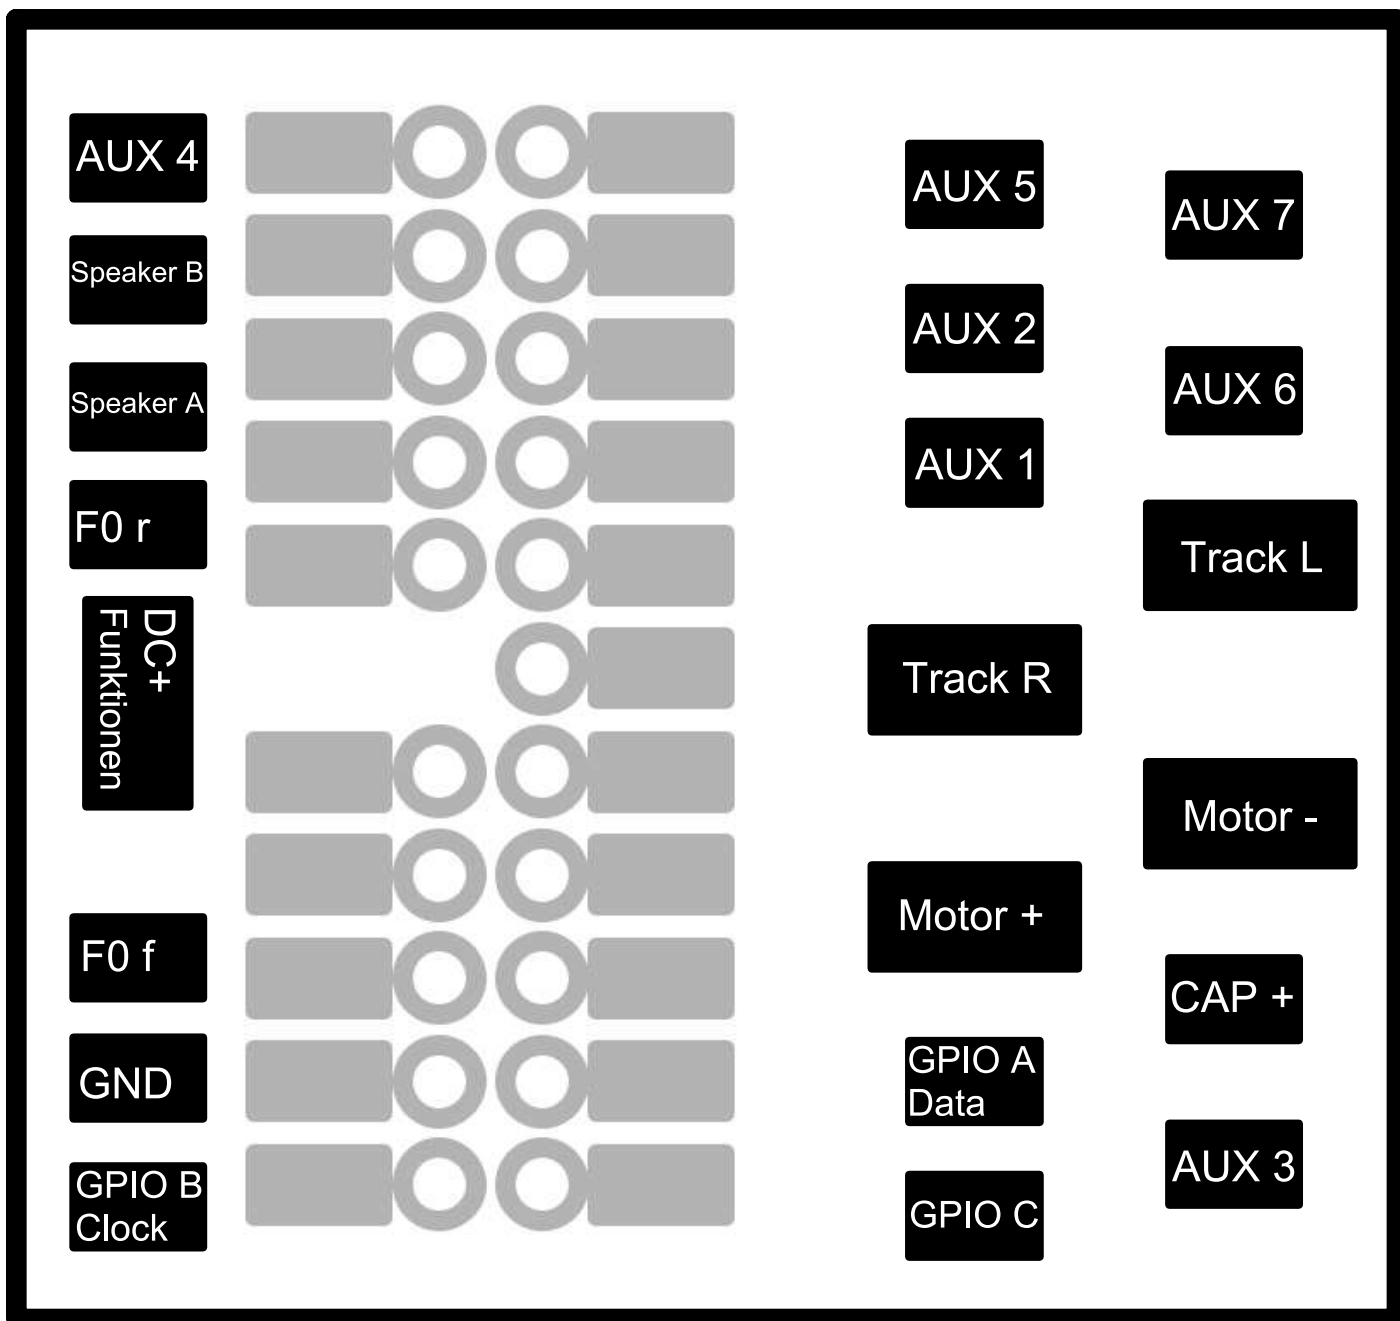 AUX 4
Speaker B
Speaker A
F0 r
DC+
Funktionen
F0 f
GND
GPIO B
Clock
AUX 5
AUX 2
AUX 1
Track R
Motor +
GPIO A
Data
GPIO C
AUX 7
AUX 6
Track L
Motor -
CAP +
AUX 3